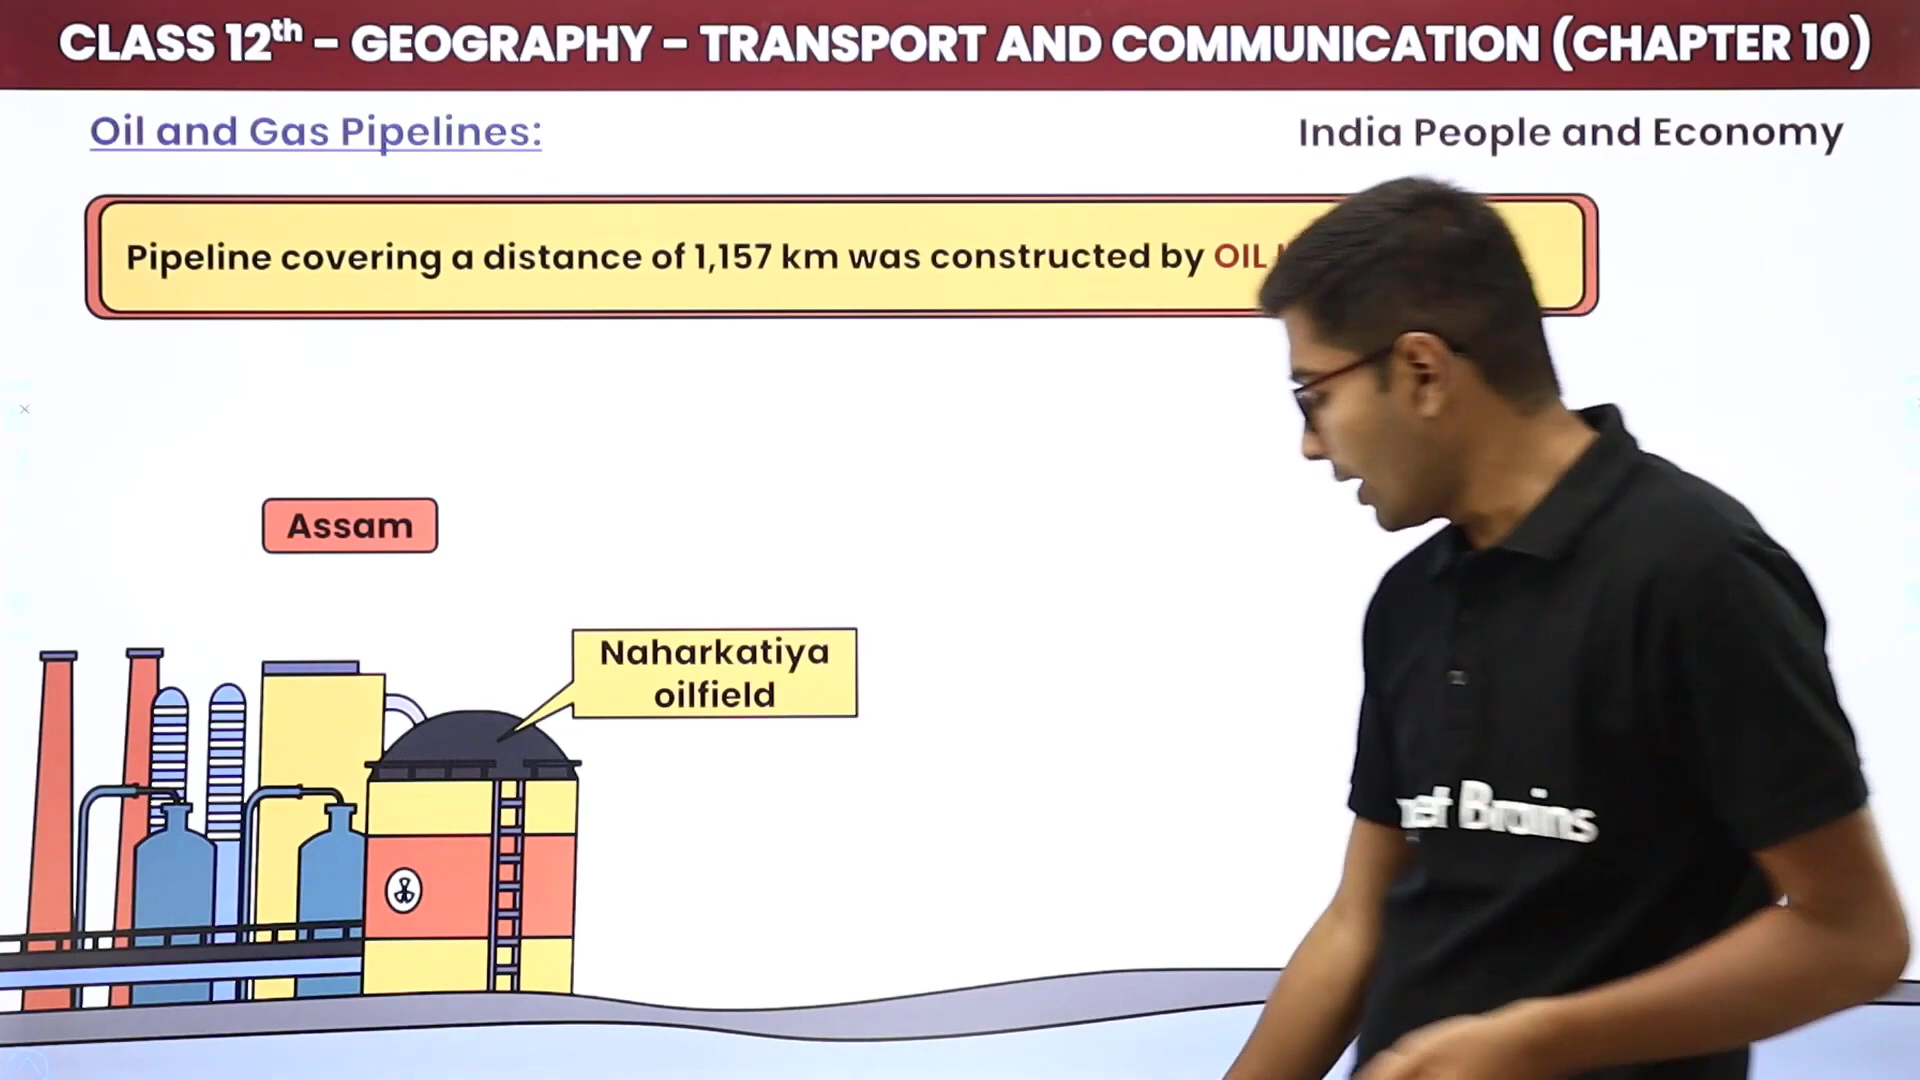 CLASS 12th - GEOGRAPHY - TRANSPORT AND COMMUNICATION (CHAPTER 10)
Oil and Gas Pipelines:
India People and Economy
Pipeline covering a distance of 1,157 km was constructed by OIL
Assam
Naharkatiya
oilfield
Brains